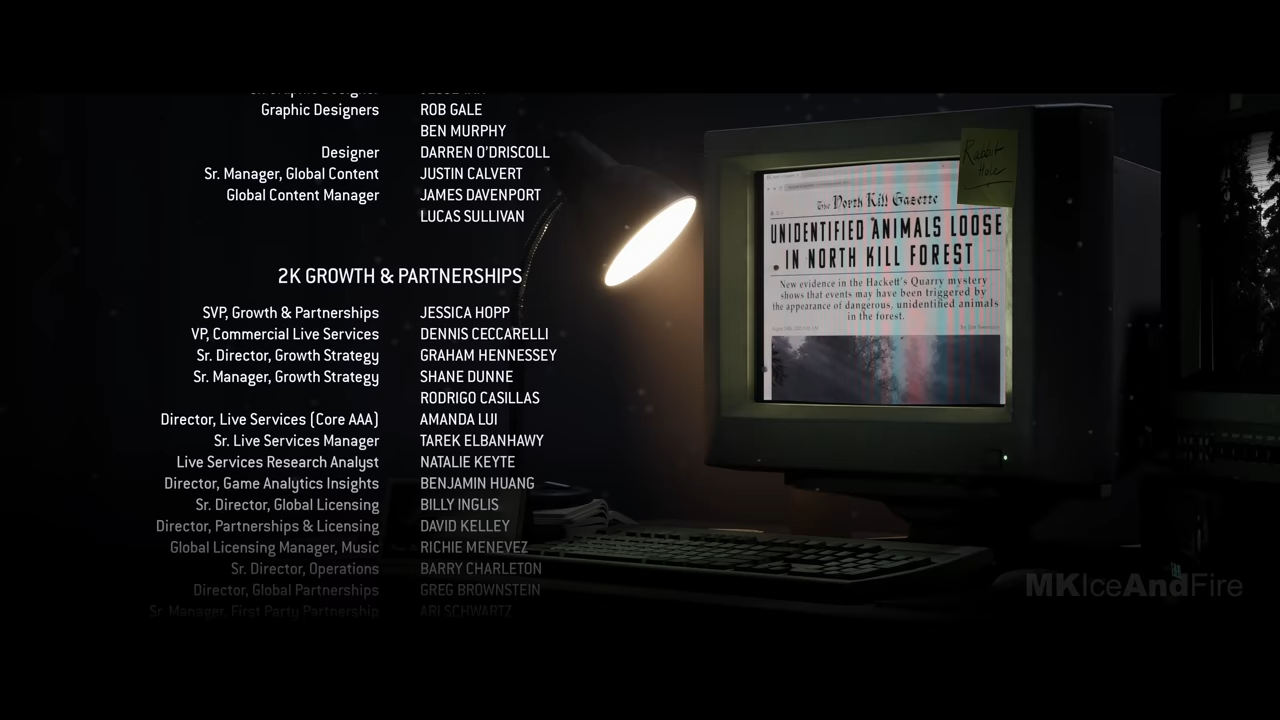 Graphic Designers ROB GALE
BEN MURPHY
Designer DARREN O'DRISCOLL
Sr. Manager, Global Content JUSTIN CALVERT
Global Content Manager JAMES DAVENPORT
LUCAS SULLIVAN
2K GROWTH & PARTNERSHIPS
SVP, Growth & Partnerships JESSICA HOPP
VP, Commercial Live Services DENNIS CECCARELLI
Sr. Director, Growth Strategy GRAHAM HENNESSEY
Sr. Manager, Growth Strategy SHANE DUNNE
RODRIGO CASILLAS
Director, Live Services (Core AAA) AMANDA LUI
Sr. Live Services Manager TAREK ELBANHAWY
Live Services Research Analyst NATALIE KEYTE
Director, Game Analytics Insights BENJAMIN HUANG
Sr. Director, Global Licensing BILLY INGLIS
Director, Partnerships & Licensing DAVID KELLEY
Global Licensing Manager, Music RICHIE MENEVEZ
Sr. Director, Operations BARRY CHARLETON
Director, Global Partnerships GREG BROWNSTEIN
Sr. Manager, First Party Partnership ARI SCHWARTZ
Rabbit
Hole
The North Kill Gazette
UNIDENTIFIED ANIMALS LOOSE
IN NORTH KILL FOREST
New evidence in the Hackett's Quarry mystery
shows that events may have been triggered by
the appearance of dangerous, unidentified animals
in the forest.
MKIceAndFire